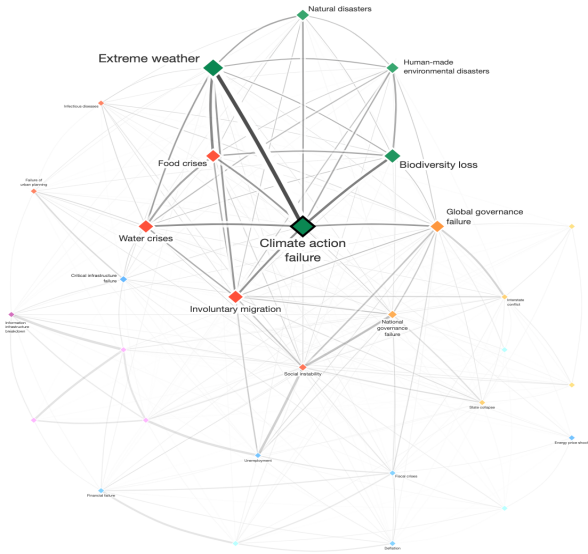 Natural disasters
Extreme weather
Human-made
environmental disasters
Infectious diseases
Food crises
Biodiversity loss
Failure of
urban planning
Global governance
failure
Water crises
Climate action
failure
Critical infrastructure
failure
Involuntary migration
Interstate
conflict
Information
infrastructure
breakdown
National
governance
failure
Social instability
State collapse
Energy price shock
Unemployment
Fiscal crises
Financial failure
Deflation